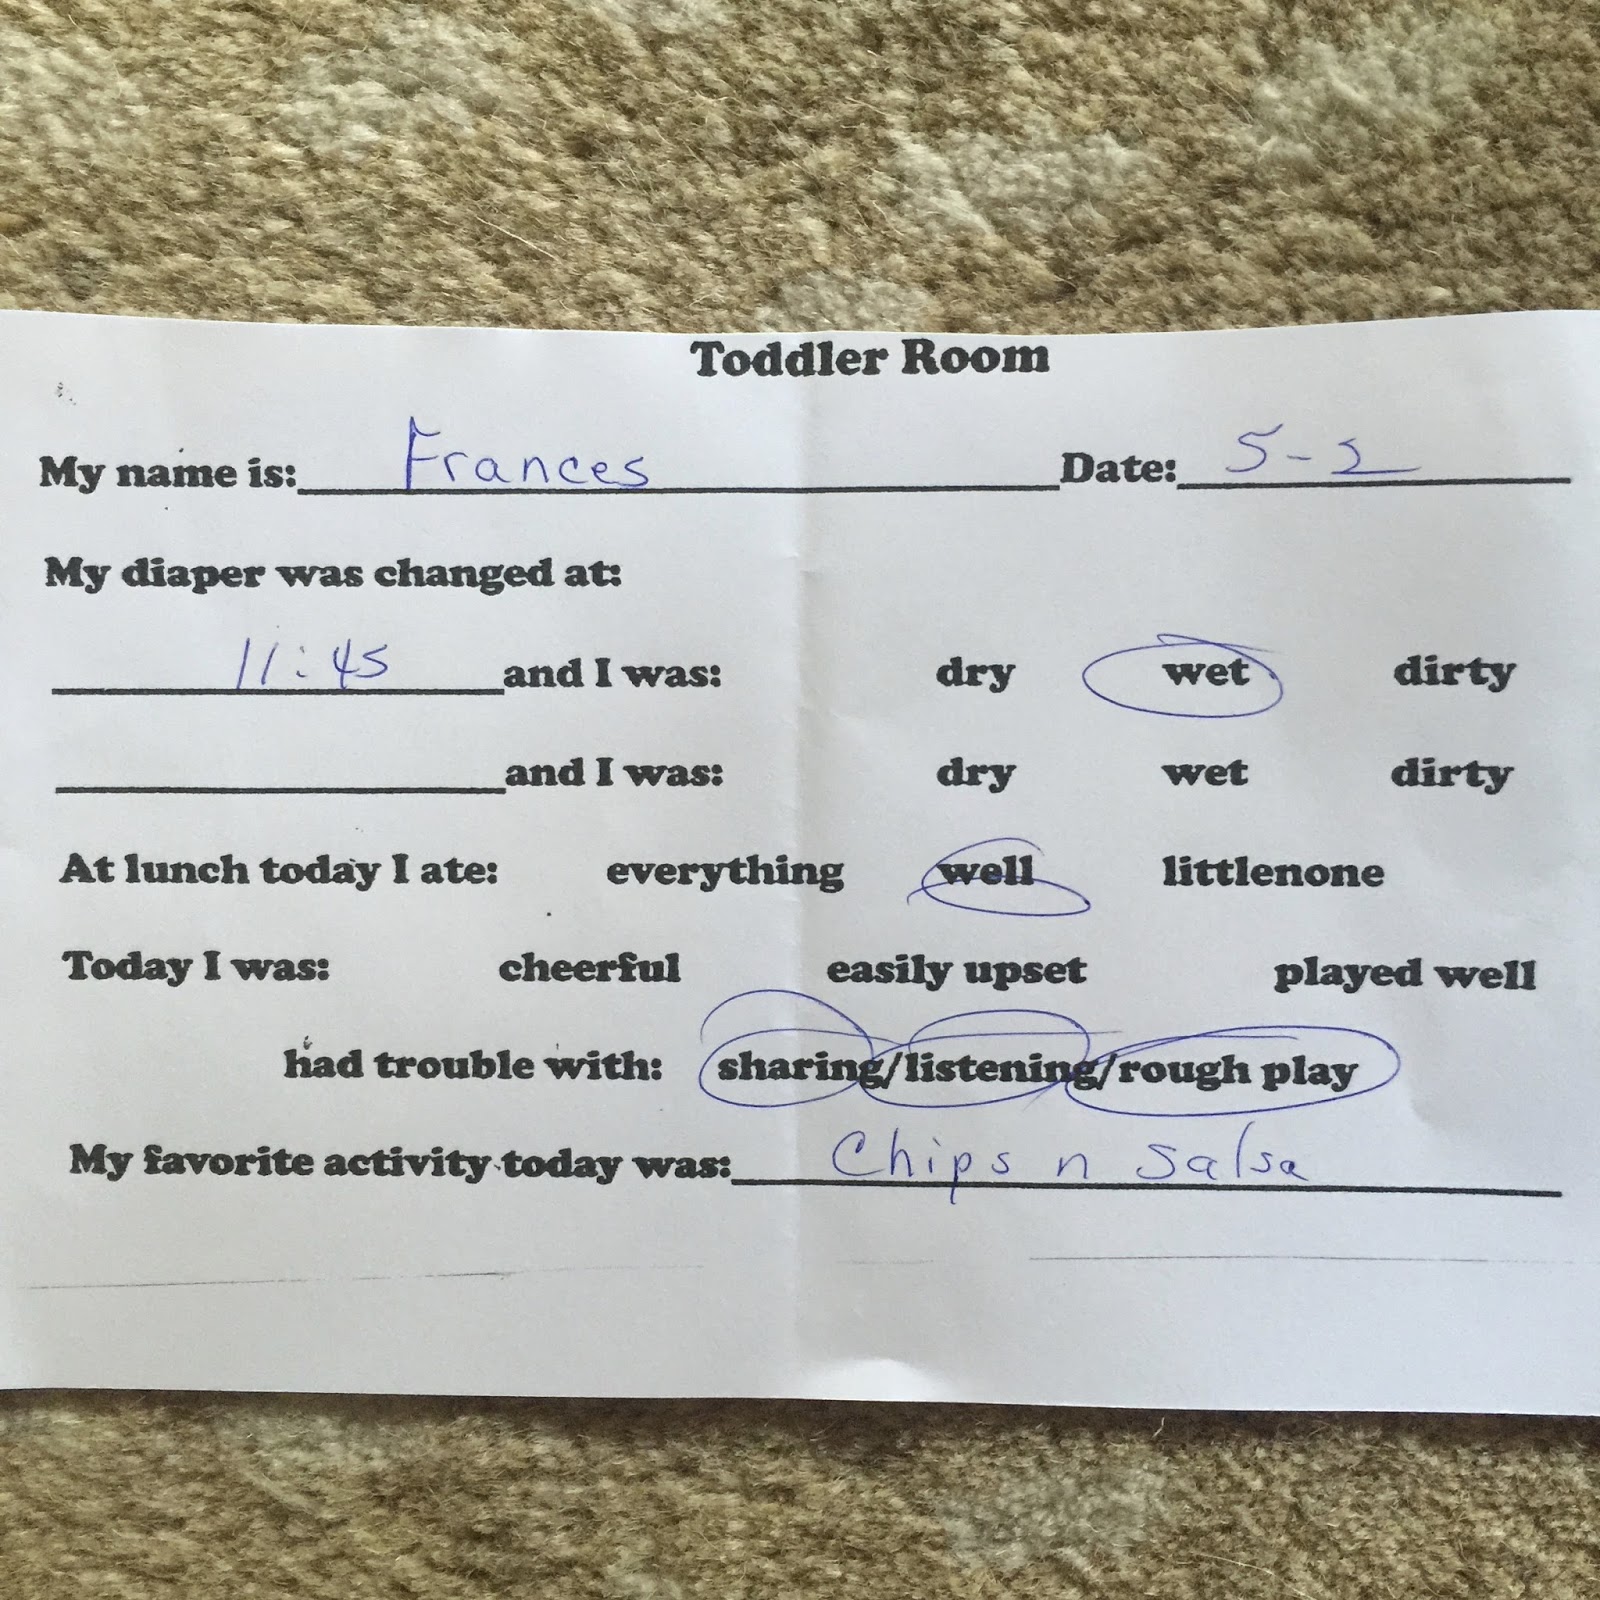 Toddler Room
My name is: Frances Date: 5-2
My diaper was changed at:
11:45 and I was: dry wet dirty
and I was: dry wet dirty
At lunch today I ate: everything well littlenone
Today I was: cheerful easily upset played well
had trouble with: sharing/listening/rough play
My favorite activity today was: Chips n Salsa